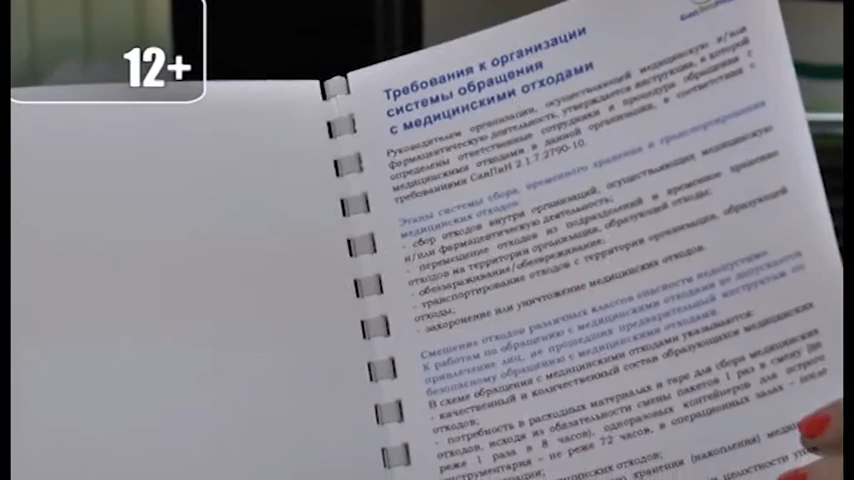 12+
Требования к организации
системы обращения
с медицинскими отходами
Руководителем организации, осуществляющей медицинскую и/или
фармацевтическую деятельность, утверждается инструкция, в которой
определены ответственные сотрудники и процедура обращения с
медицинскими отходами в данной организации, в соответствии с
требованиями СанПиН 2.1.7.2790-10.
Этапы системы сбора, временного хранения и транспортирования
медицинских отходов:
- сбор отходов внутри организаций, осуществляющих медицинскую
и/или фармацевтическую деятельность;
- перемещение отходов из подразделений и временное хранение
отходов на территории организации, образующей отходы;
- обеззараживание/обезвреживание;
- транспортирование отходов с территории организации, образующей
отходы;
- захоронение или уничтожение медицинских отходов.
Смешение отходов различных классов опасности недопустимо.
К работам по обращению с медицинскими отходами не допускаются
привлечение лиц, не прошедших предварительный инструктаж по
безопасному обращению с медицинскими отходами.
В схеме обращения с медицинскими отходами указываются:
- качественный и количественный состав образующихся медицинских
отходов;
- потребность в расходных материалах и таре для сбора медицинских
отходов, исходя из обязательности смены пакетов 1 раз в смену (не
реже 1 раза в 8 часов), одноразовых контейнеров для острого
инструментария – не реже 72 часов, в операционных залах – после
хранения (накопления)